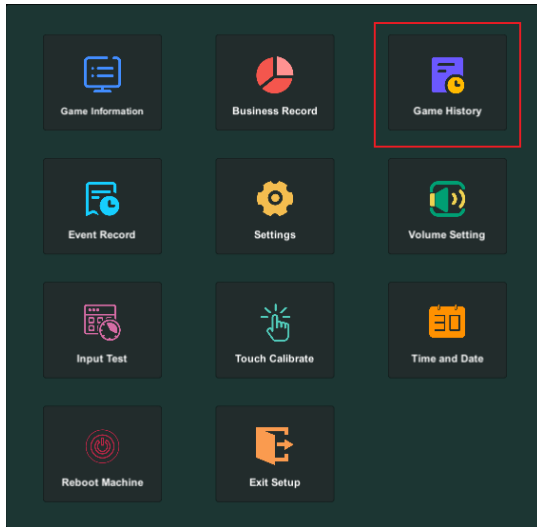 Game Information
Business Record
Game History
Event Record
Settings
Volume Setting
Input Test
Touch Calibrate
30
Time and Date
Reboot Machine
Exit Setup